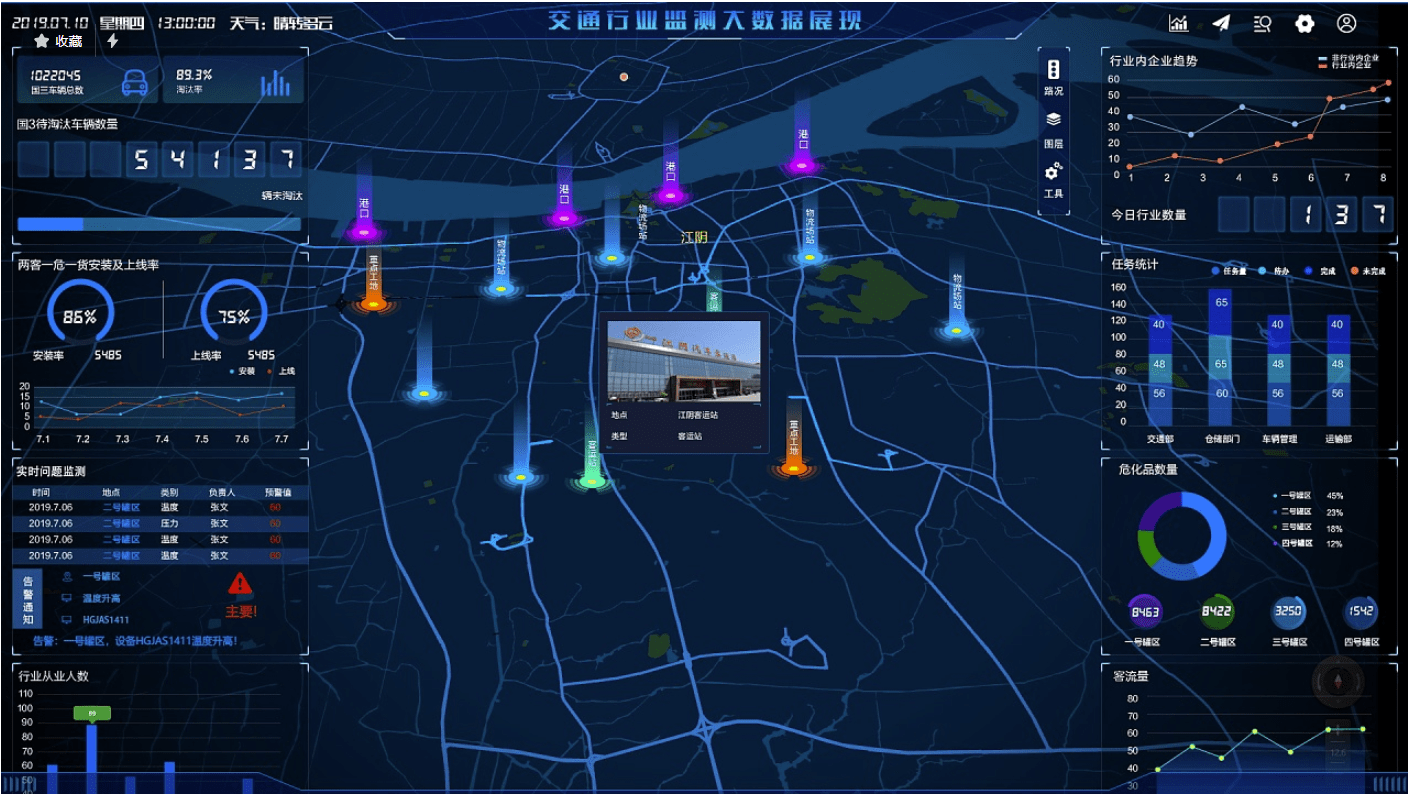 2019.07.10 星期四 13:00:00 天气：晴转多云
交通行业监测大数据展现
收藏
1022045
国三车辆总数
89.3%
淘汰率
国3待淘汰车辆数量
5 4 1 3 7
辆未淘汰
两客一危一货安装及上线率
86%
75%
安装率 5485
上线率 5485
安装 上线
20
15
10
5
0
7.1 7.2 7.3 7.4 7.5 7.6 7.7
实时问题监测
时间 地点 类别 负责人 预警值
2019.7.06 二号罐区 温度 张文 60
2019.7.06 二号罐区 压力 张文 60
2019.7.06 二号罐区 温度 张文 60
2019.7.06 二号罐区 温度 张文 60
告警通知
一号罐区
温度升高
HGJAS1411
主要!
告警：一号罐区，设备HGJAS1411温度升高!
行业从业人数
110
100
90
80
70
60
50
40
99
港口
港口
港口
港口
重点工地
物流场站
物流场站
江阴
物流场站
物流场站
客运
一江阴汽车客运站
地点 江阴客运站
类型 客运站
客运站
重点工地
路况
图层
工具
行业内企业趋势
非行业内企业
行业内企业
60
50
40
30
20
10
0
1 2 3 4 5 6 7 8
今日行业数量
1 3 7
任务统计
任务量 待办 完成 未完成
160
140
120
100
80
60
40
20
0
40 65 40 40
48 65 48 48
56 60 56 56
交通部 仓储部门 车辆管理 运输部
危化品数量
一号罐区 45%
二号罐区 23%
三号罐区 18%
四号罐区 12%
8463 8422 3250 1542
一号罐区 二号罐区 三号罐区 四号罐区
客流量
80
70
60
50
40
30
12.6